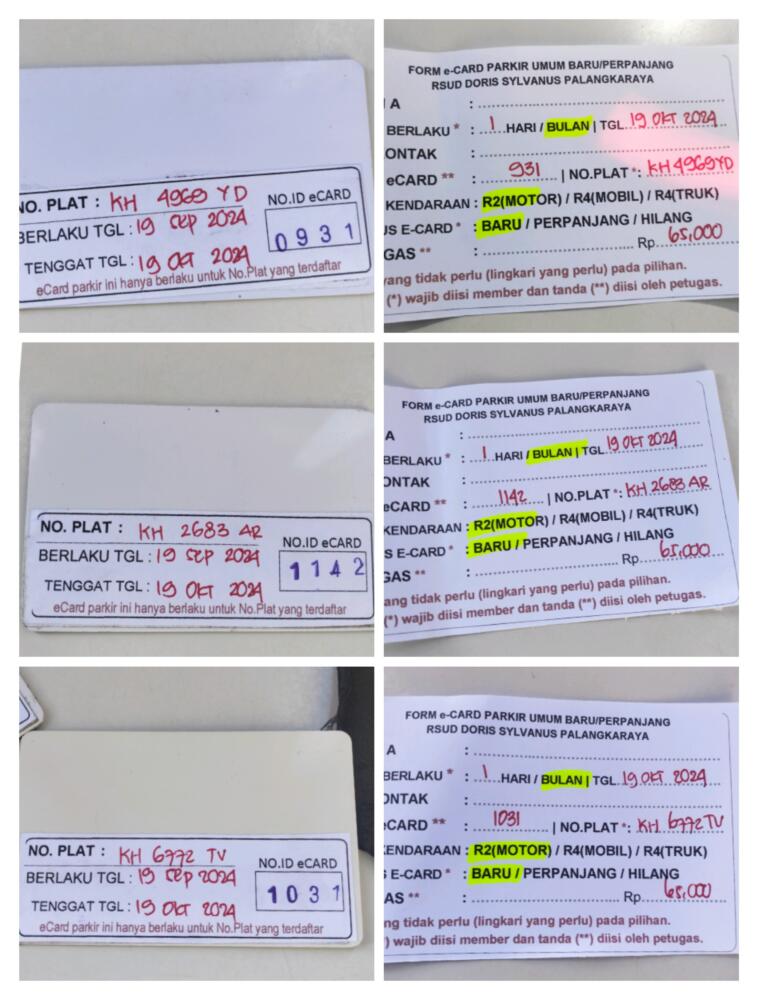 NO. PLAT : KH 4969 YD
BERLAKU TGL : 19 SEP 2024
NO.ID eCARD
0931
TENGGAT TGL : 19 OKT 2024
eCard parkir ini hanya berlaku untuk No.Plat yang terdaftar
FORM e-CARD PARKIR UMUM BARU/PERPANJANG
RSUD DORIS SYLVANUS PALANGKARAYA
A :
BERLAKU * : 1 HARI / BULAN | TGL 19 OKT 2024
ONTAK :
eCARD ** : 931 | NO.PLAT *: KH 4969 YD
KENDARAAN : R2(MOTOR) / R4(MOBIL) / R4(TRUK)
US E-CARD * : BARU / PERPANJANG / HILANG
GAS ** : Rp 65,000
yang tidak perlu (lingkari yang perlu) pada pilihan.
(*) wajib diisi member dan tanda (**) diisi oleh petugas.
NO. PLAT : KH 2683 AR
BERLAKU TGL : 19 SEP 2024
NO.ID eCARD
1142
TENGGAT TGL : 19 OKT 2024
eCard parkir ini hanya berlaku untuk No.Plat yang terdaftar
FORM e-CARD PARKIR UMUM BARU/PERPANJANG
RSUD DORIS SYLVANUS PALANGKARAYA
A :
BERLAKU * : 1 HARI / BULAN | TGL 19 OKT 2024
ONTAK :
eCARD ** : 1142 | NO.PLAT *: KH 2683 AR
KENDARAAN : R2(MOTOR) / R4(MOBIL) / R4(TRUK)
S E-CARD * : BARU / PERPANJANG / HILANG
GAS ** : Rp 65,000
ang tidak perlu (lingkari yang perlu) pada pilihan.
(*) wajib diisi member dan tanda (**) diisi oleh petugas.
NO. PLAT : KH 6772 TV
BERLAKU TGL : 19 SEP 2024
NO.ID eCARD
1031
TENGGAT TGL : 19 OKT 2024
eCard parkir ini hanya berlaku untuk No.Plat yang terdaftar
FORM e-CARD PARKIR UMUM BARU/PERPANJANG
RSUD DORIS SYLVANUS PALANGKARAYA
A :
BERLAKU * : 1 HARI / BULAN | TGL 19 OKT 2024
ONTAK :
eCARD ** : 1031 | NO.PLAT *: KH 6772 TV
KENDARAAN : R2(MOTOR) / R4(MOBIL) / R4(TRUK)
E-CARD * : BARU / PERPANJANG / HILANG
AS ** : Rp 65,000
ng tidak perlu (lingkari yang perlu) pada pilihan.
) wajib diisi member dan tanda (**) diisi oleh petugas.